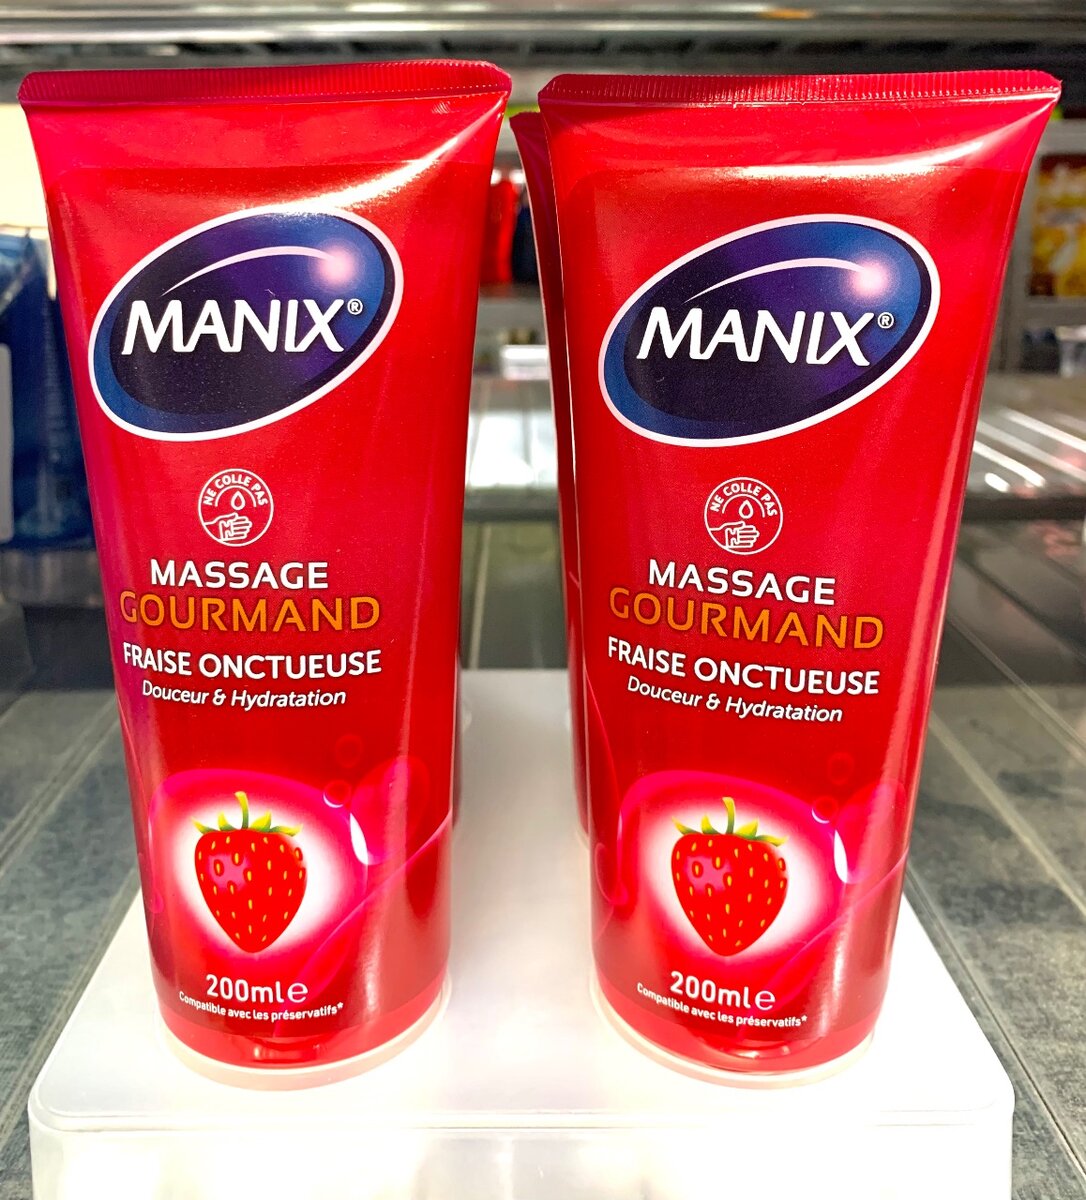 MANIX®
NE COLLE PAS
MASSAGE
GOURMAND
FRAISE ONCTUEUSE
Douceur & Hydratation
200ml e
Compatible avec les préservatifs*
MANIX®
NE COLLE PAS
MASSAGE
GOURMAND
FRAISE ONCTUEUSE
Douceur & Hydratation
200ml e
Compatible avec les préservatifs*